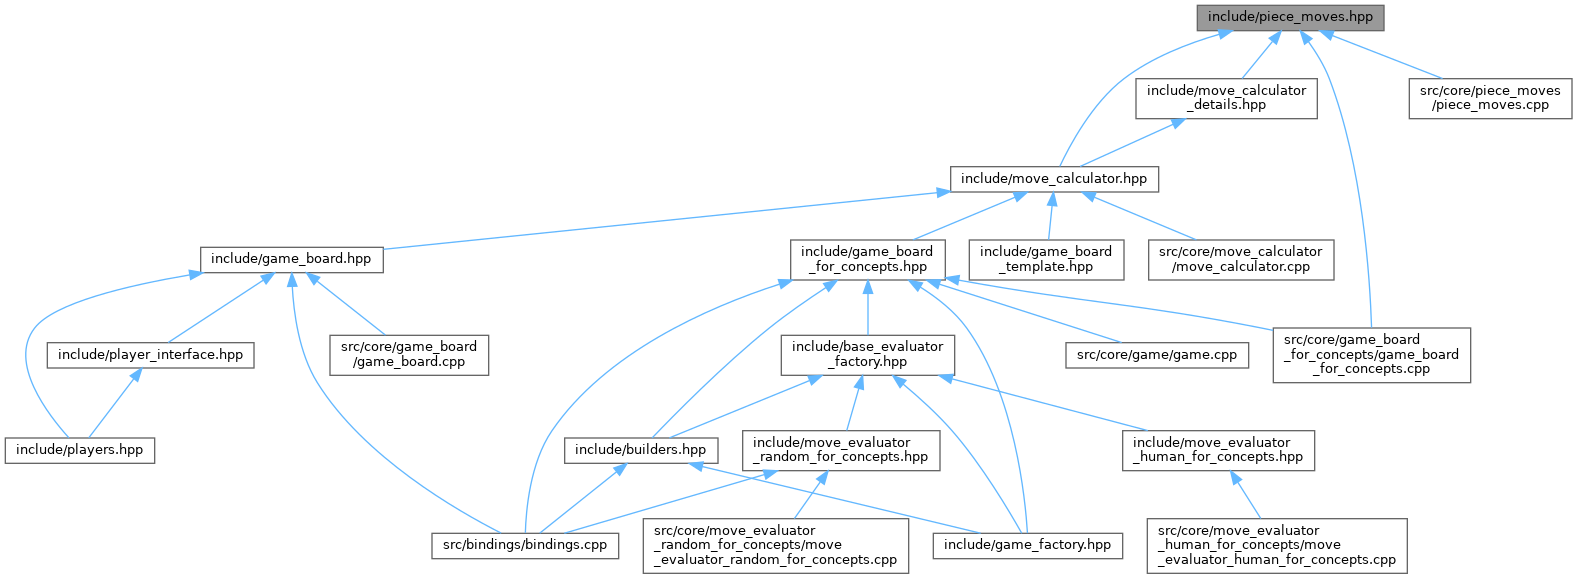 include/piece_moves.hpp
include/move_calculator
_details.hpp
src/core/piece_moves
/piece_moves.cpp
include/move_calculator.hpp
include/game_board.hpp
include/game_board
_for_concepts.hpp
include/game_board
_template.hpp
src/core/move_calculator
/move_calculator.cpp
include/player_interface.hpp
src/core/game_board
/game_board.cpp
include/base_evaluator
_factory.hpp
src/core/game/game.cpp
src/core/game_board
_for_concepts/game_board
_for_concepts.cpp
include/players.hpp
include/builders.hpp
include/move_evaluator
_random_for_concepts.hpp
include/move_evaluator
_human_for_concepts.hpp
src/bindings/bindings.cpp
src/core/move_evaluator
_random_for_concepts/move
_evaluator_random_for_concepts.cpp
include/game_factory.hpp
src/core/move_evaluator
_human_for_concepts/move
_evaluator_human_for_concepts.cpp